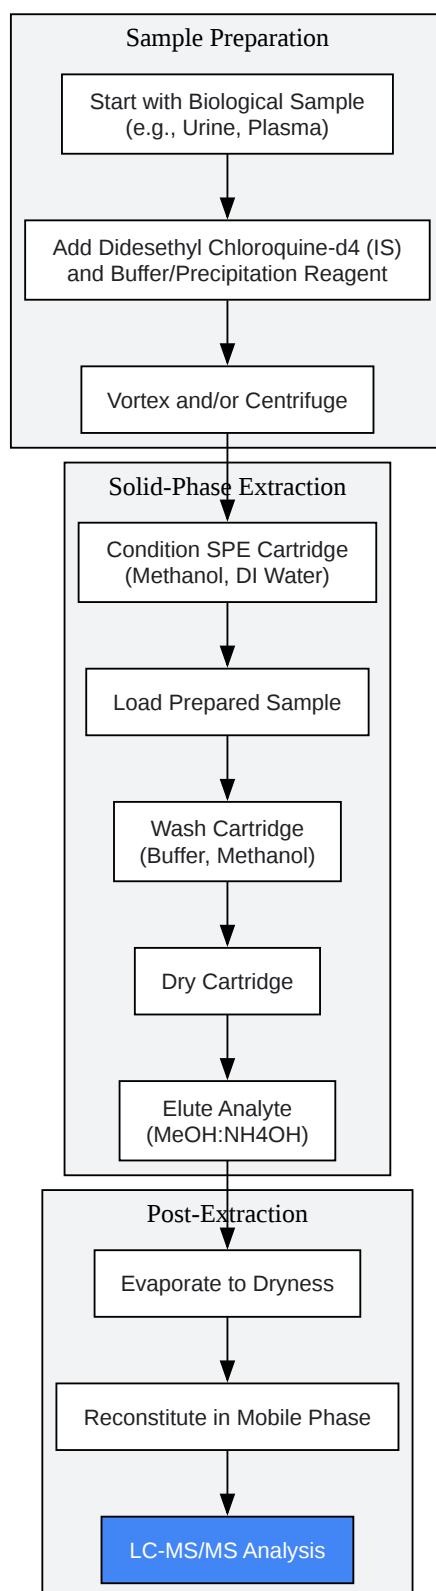 Sample Preparation
Start with Biological Sample
(e.g., Urine, Plasma)
Add Didesethyl Chloroquine-d4 (IS)
and Buffer/Precipitation Reagent
Vortex and/or Centrifuge
Solid-Phase Extraction
Condition SPE Cartridge
(Methanol, DI Water)
Load Prepared Sample
Wash Cartridge
(Buffer, Methanol)
Dry Cartridge
Elute Analyte
(MeOH:NH4OH)
Post-Extraction
Evaporate to Dryness
Reconstitute in Mobile Phase
LC-MS/MS Analysis